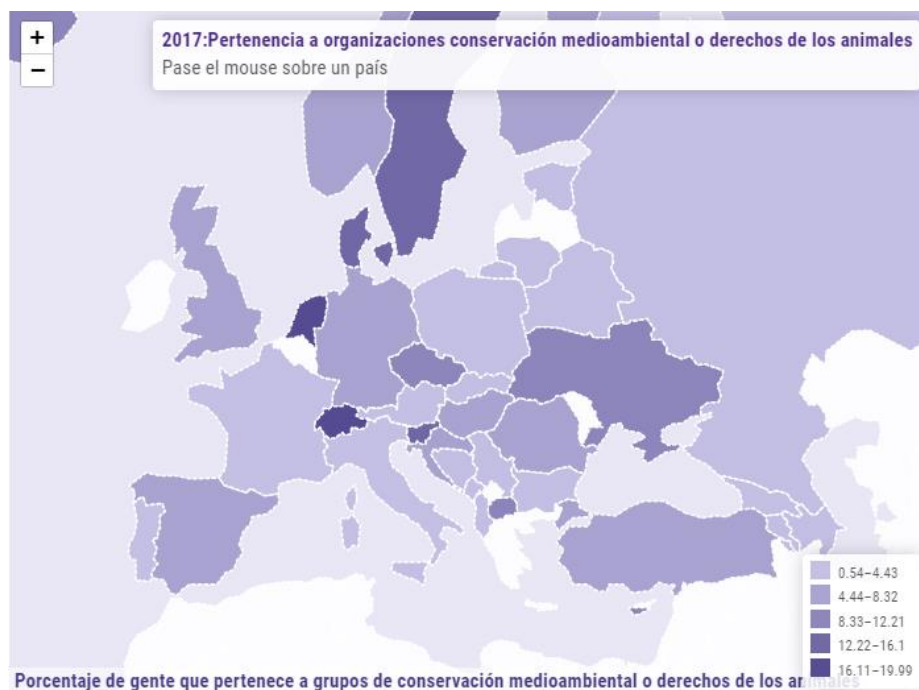 +
−
2017:Pertenencia a organizaciones conservación medioambiental o derechos de los animales
Pase el mouse sobre un país
0.54–4.43
4.44–8.32
8.33–12.21
12.22–16.1
16.11–19.99
Porcentaje de gente que pertenece a grupos de conservación medioambiental o derechos de los animales